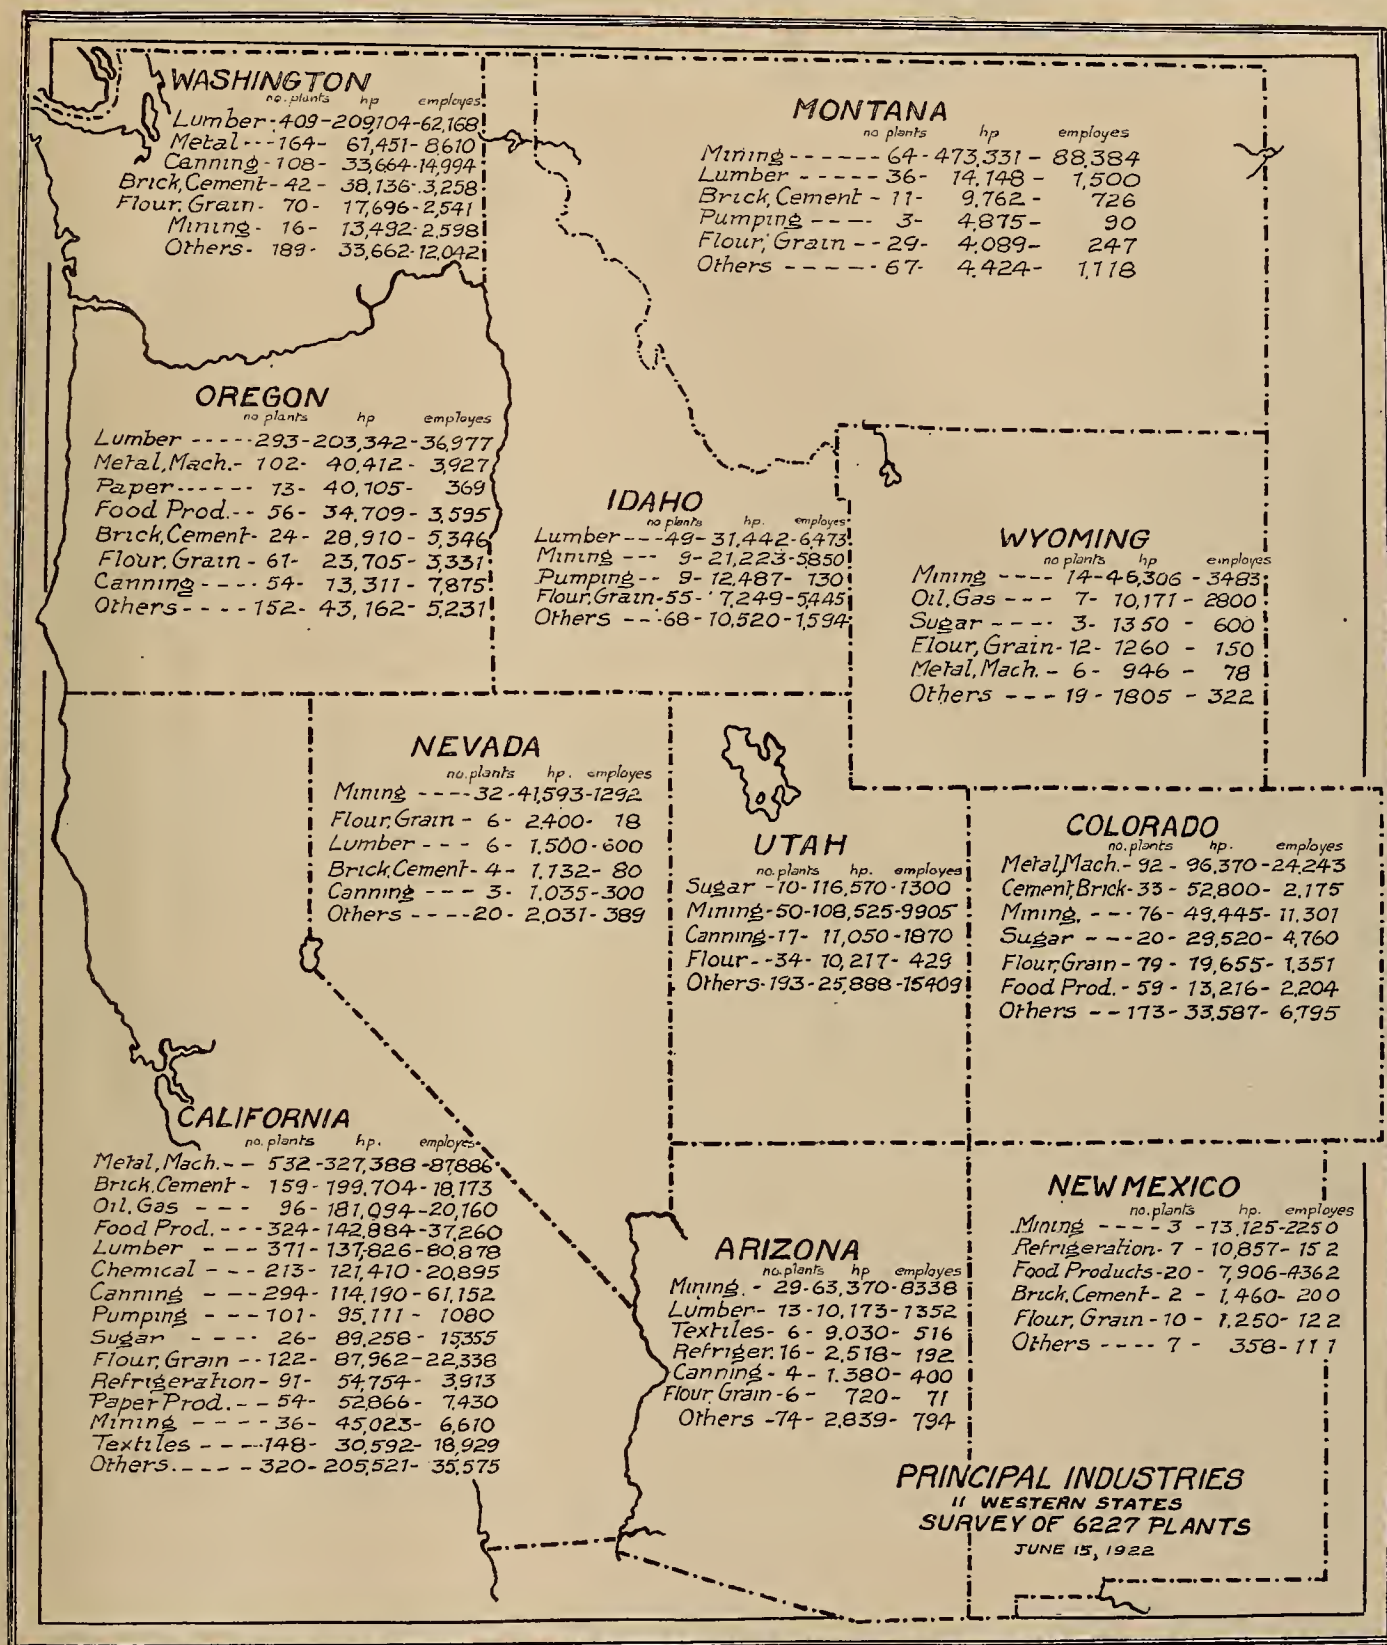 WASHINGTON
no. plants hp employes
Lumber - 409 - 209,104 - 62,168
Metal --- 164 - 67,451 - 8,610
Canning - 108 - 33,664 - 14,994
Brick, Cement - 42 - 38,136 - 3,258
Flour, Grain - 70 - 17,696 - 2,541
Mining - 16 - 13,492 - 2,598
Others - 189 - 33,662 - 12,042
MONTANA
no plants hp employes
Mining ------ 64 - 473,331 - 88,384
Lumber ----- 36 - 14,148 - 1,500
Brick, Cement - 11 - 9,762 - 726
Pumping ---- 3 - 4,875 - 90
Flour, Grain -- 29 - 4,089 - 247
Others ----- 67 - 4,424 - 1,118
OREGON
no plants hp employes
Lumber ----- 293 - 203,342 - 36,977
Metal, Mach. - 102 - 40,412 - 3,927
Paper ------ 13 - 40,105 - 369
Food Prod. -- 56 - 34,709 - 3,595
Brick, Cement - 24 - 28,910 - 5,346
Flour, Grain - 61 - 23,705 - 3,331
Canning ---- 54 - 13,311 - 7,875
Others ---- 152 - 43,162 - 5,231
IDAHO
no plants hp. employes
Lumber --- 49 - 31,442 - 6,473
Mining --- 9 - 21,223 - 5850
Pumping -- 9 - 12,487 - 130
Flour, Grain - 55 - 7,249 - 5,445
Others -- 68 - 10,520 - 1,594
WYOMING
no plants hp employes
Mining ---- 14 - 46,306 - 3483
Oil, Gas --- 7 - 10,171 - 2800
Sugar ---- 3 - 1350 - 600
Flour, Grain - 12 - 1260 - 150
Metal, Mach. - 6 - 946 - 78
Others --- 19 - 1805 - 322
NEVADA
no. plants hp. employes
Mining ---- 32 - 41,593 - 1292
Flour, Grain - 6 - 2,400 - 18
Lumber --- 6 - 1,500 - 600
Brick, Cement - 4 - 1,132 - 80
Canning --- 3 - 1,035 - 300
Others ---- 20 - 2,031 - 389
UTAH
no. plants hp. employes
Sugar - 10 - 116,570 - 1300
Mining - 50 - 108,525 - 9905
Canning - 17 - 11,050 - 1870
Flour -- 34 - 10,217 - 429
Others - 193 - 25,888 - 15409
COLORADO
no. plants hp. employes
Metal, Mach. - 92 - 96,370 - 24,243
Cement, Brick - 33 - 52,800 - 2,175
Mining, --- 76 - 49,445 - 11,301
Sugar --- 20 - 29,520 - 4,760
Flour, Grain - 79 - 19,655 - 1,351
Food Prod. - 59 - 13,216 - 2,204
Others -- 173 - 33,587 - 6,795
CALIFORNIA
no. plants hp. employes
Metal, Mach. -- 532 - 327,388 - 87886
Brick, Cement - 159 - 199,704 - 18,173
Oil, Gas --- 96 - 181,094 - 20,160
Food Prod. --- 324 - 142,884 - 37,260
Lumber --- 371 - 137,826 - 80,878
Chemical --- 213 - 121,410 - 20,895
Canning --- 294 - 114,190 - 61,152
Pumping --- 101 - 95,111 - 1080
Sugar ---- 26 - 89,258 - 15,355
Flour, Grain -- 122 - 87,962 - 22,338
Refrigeration - 91 - 54,754 - 3,913
Paper Prod. -- 54 - 52,866 - 7,430
Mining ---- 36 - 45,023 - 6,610
Textiles ---- 148 - 30,592 - 18,929
Others. ---- 320 - 205,521 - 35,575
ARIZONA
no. plants hp employes
Mining. - 29 - 63,370 - 8338
Lumber - 13 - 10,173 - 1352
Textiles - 6 - 9,030 - 516
Refriger. 16 - 2,518 - 192
Canning - 4 - 1,380 - 400
Flour, Grain - 6 - 720 - 71
Others - 74 - 2,839 - 794
NEW MEXICO
no. plants hp. employes
Mining ---- 3 - 13,125 - 2250
Refrigeration - 7 - 10,857 - 152
Food Products - 20 - 7,906 - 4362
Brick, Cement - 2 - 1,460 - 200
Flour, Grain - 10 - 1,250 - 122
Others ---- 7 - 358 - 111
PRINCIPAL INDUSTRIES
11 WESTERN STATES
SURVEY OF 6227 PLANTS
JUNE 15, 1922